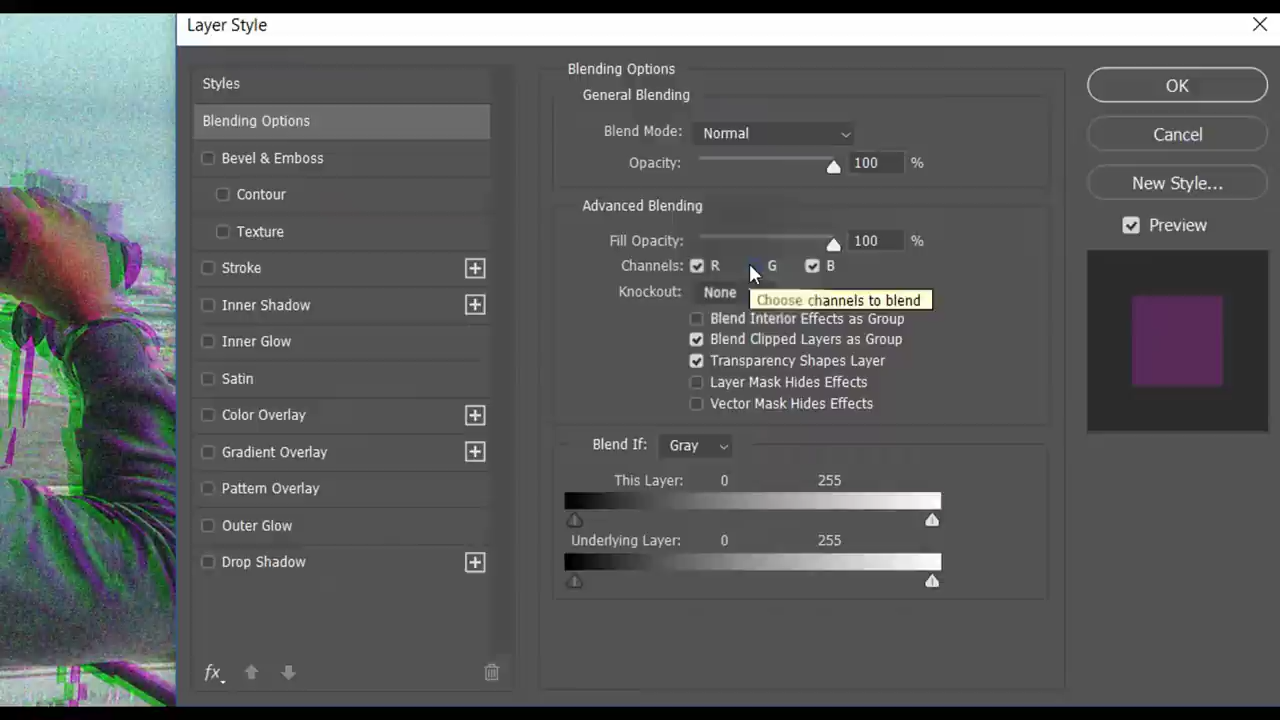 Layer Style
Styles
Blending Options
Bevel & Emboss
Contour
Texture
Stroke
Inner Shadow
Inner Glow
Satin
Color Overlay
Gradient Overlay
Pattern Overlay
Outer Glow
Drop Shadow
fx
Blending Options
General Blending
Blend Mode: Normal
Opacity: 100 %
Advanced Blending
Fill Opacity: 100 %
Channels: R G B
Knockout: None
Choose channels to blend
Blend Interior Effects as Group
Blend Clipped Layers as Group
Transparency Shapes Layer
Layer Mask Hides Effects
Vector Mask Hides Effects
Blend If: Gray
This Layer: 0 255
Underlying Layer: 0 255
OK
Cancel
New Style...
Preview